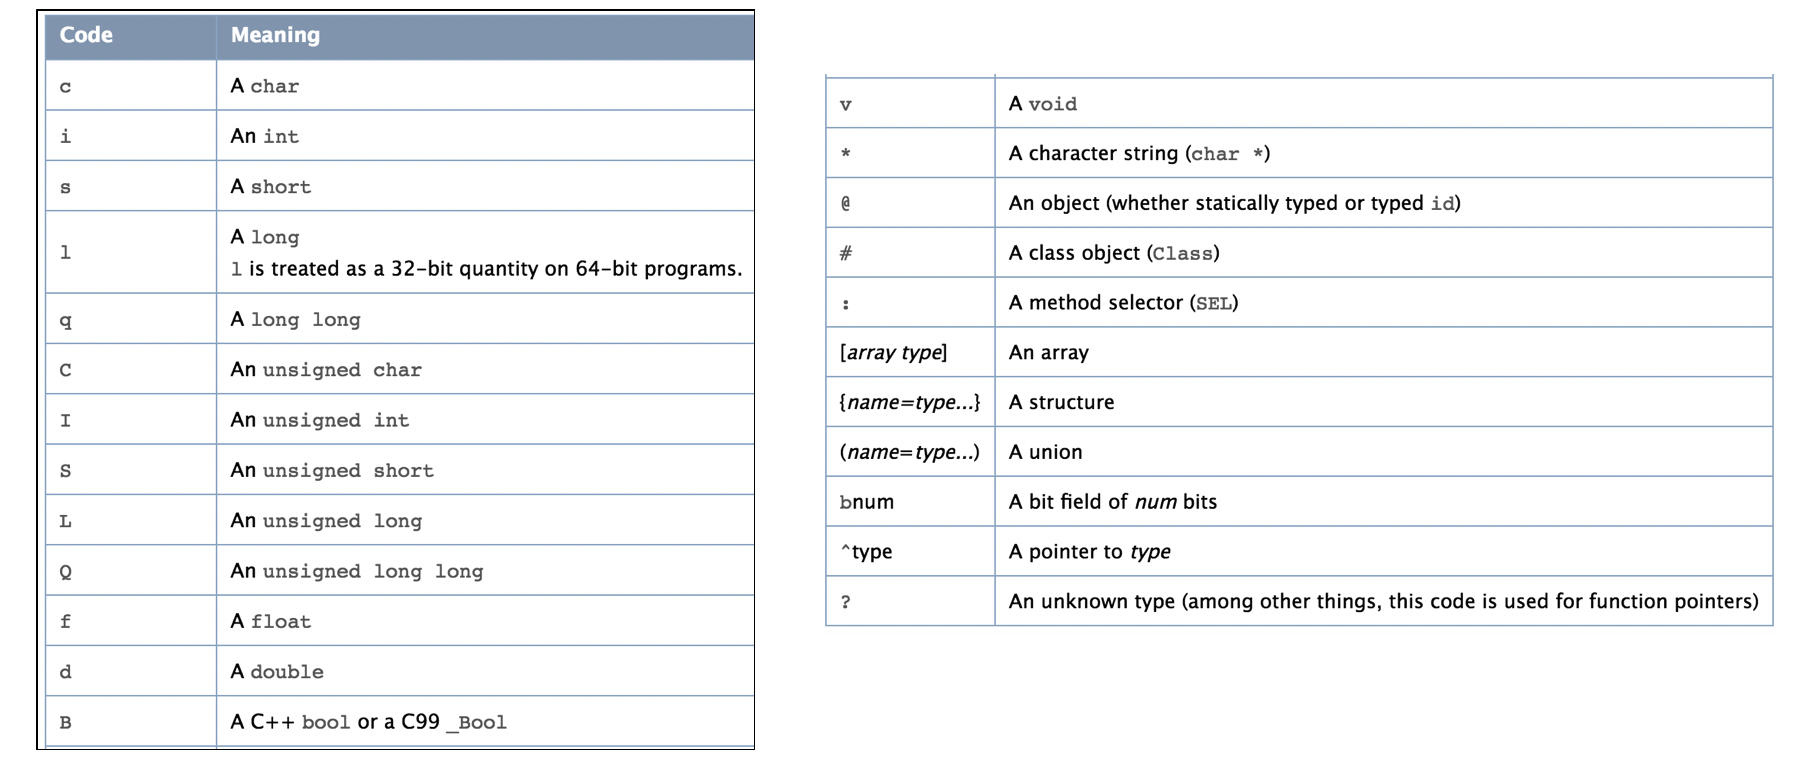 Code Meaning
c A char
i An int
s A short
l A long
l is treated as a 32-bit quantity on 64-bit programs.
q A long long
C An unsigned char
I An unsigned int
S An unsigned short
L An unsigned long
Q An unsigned long long
f A float
d A double
B A C++ bool or a C99 _Bool
v A void
* A character string (char *)
@ An object (whether statically typed or typed id)
# A class object (Class)
: A method selector (SEL)
[array type] An array
{name=type...} A structure
(name=type...) A union
bnum A bit field of num bits
^type A pointer to type
? An unknown type (among other things, this code is used for function pointers)